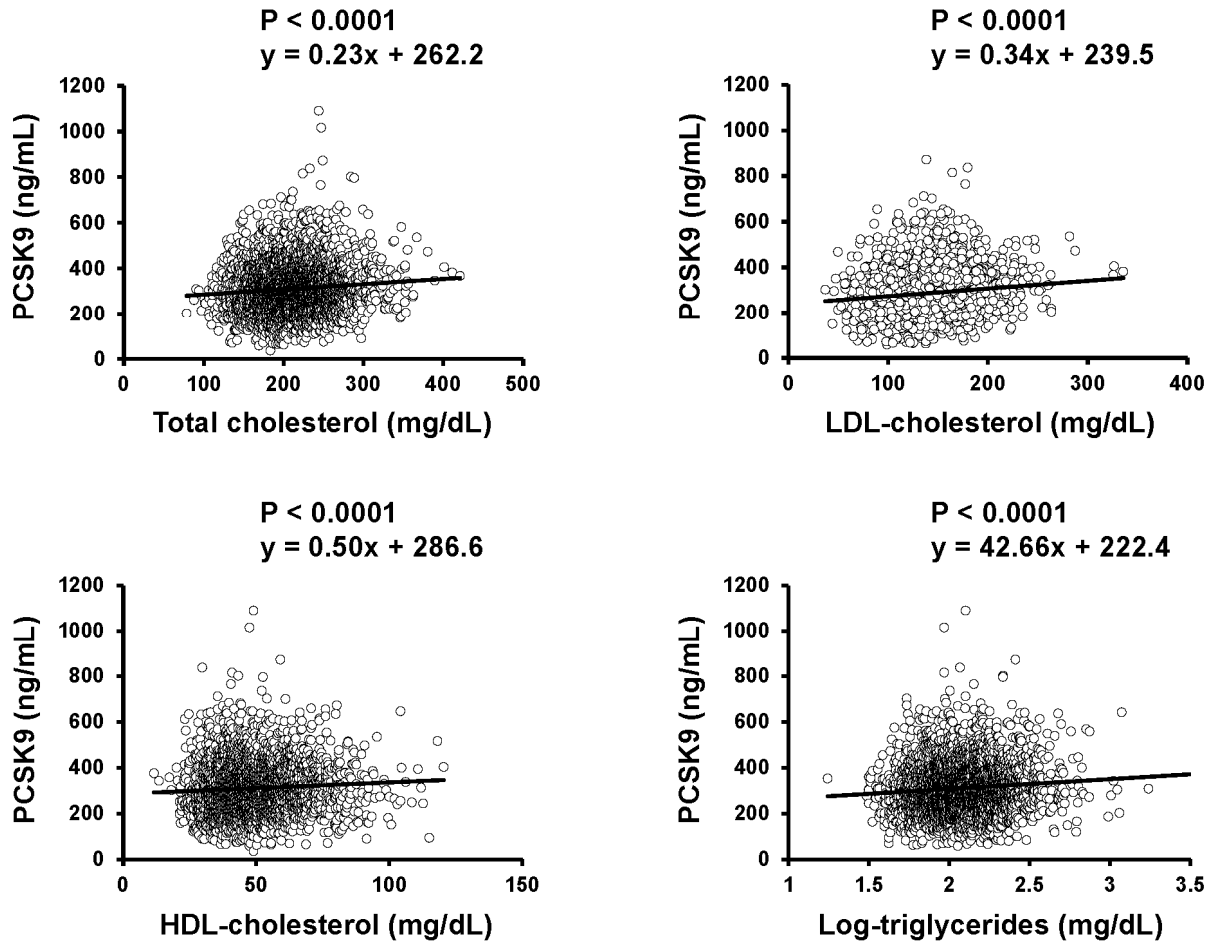 P < 0.0001
y = 0.23x + 262.2
PCSK9 (ng/mL)
1200
1000
800
600
400
200
0
0 100 200 300 400 500
Total cholesterol (mg/dL)
P < 0.0001
y = 0.34x + 239.5
PCSK9 (ng/mL)
1200
1000
800
600
400
200
0
0 100 200 300 400
LDL-cholesterol (mg/dL)
P < 0.0001
y = 0.50x + 286.6
PCSK9 (ng/mL)
1200
1000
800
600
400
200
0
0 50 100 150
HDL-cholesterol (mg/dL)
P < 0.0001
y = 42.66x + 222.4
PCSK9 (ng/mL)
1200
1000
800
600
400
200
0
1 1.5 2 2.5 3 3.5
Log-triglycerides (mg/dL)